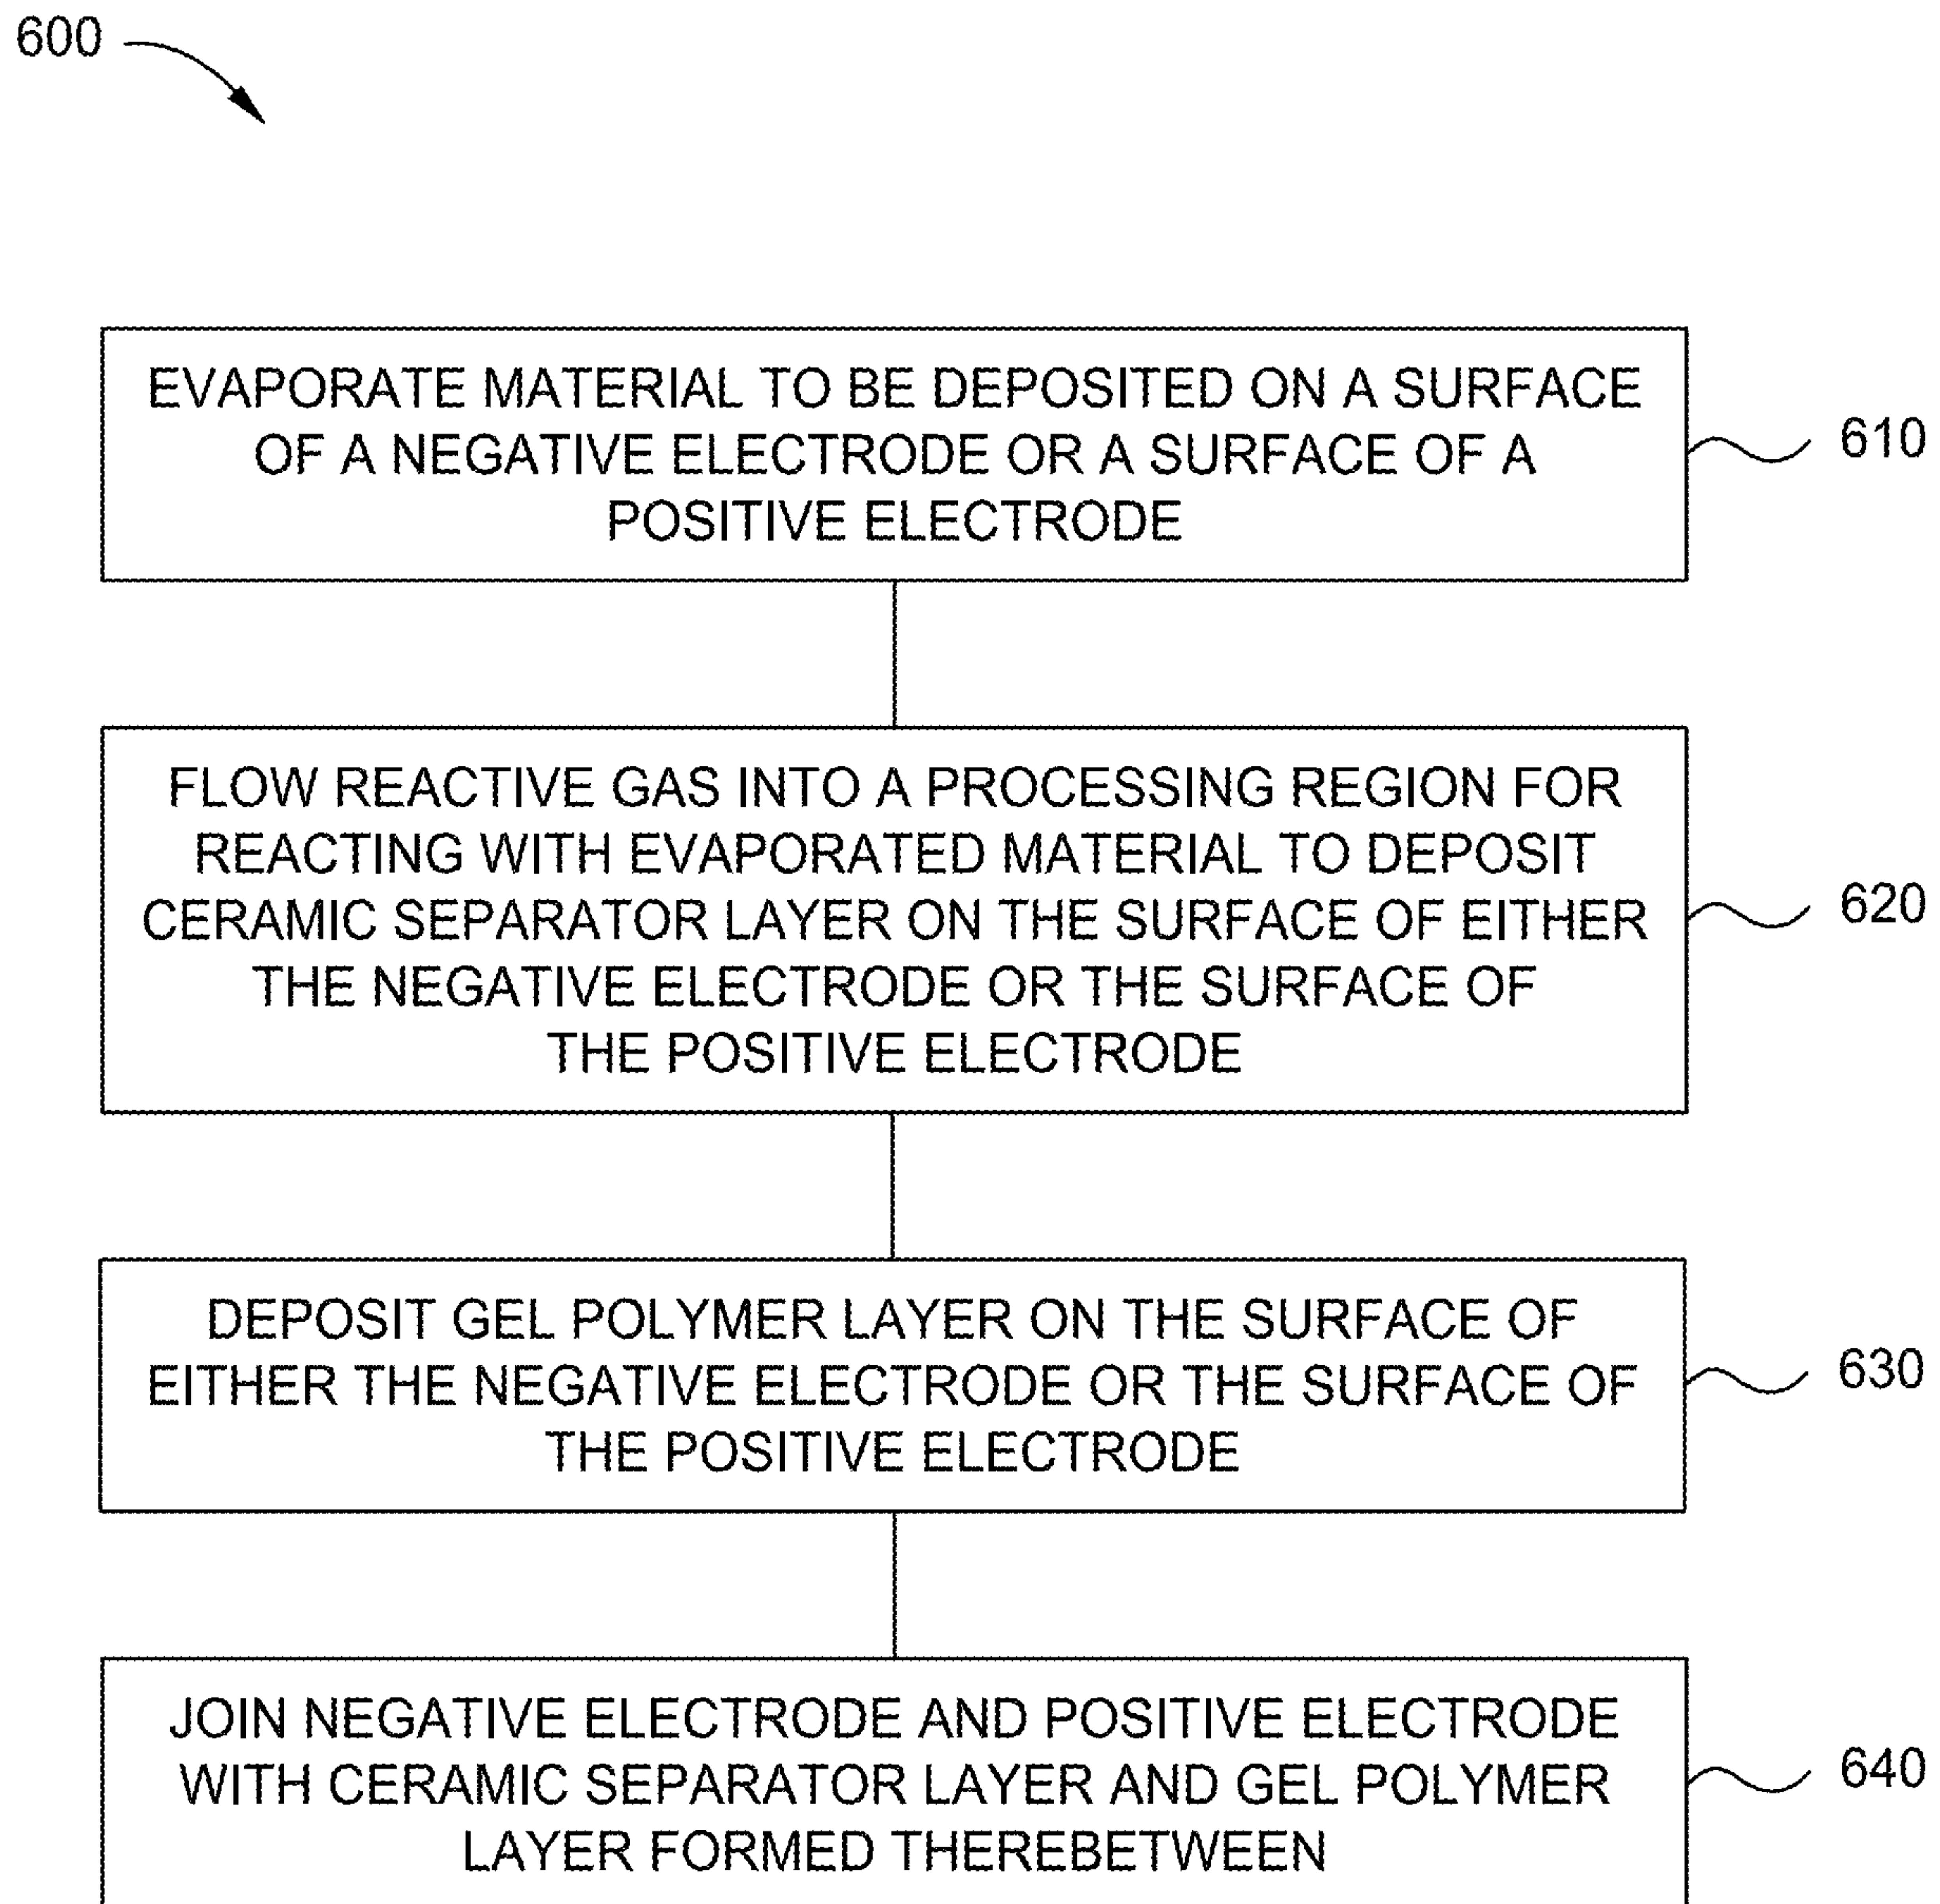 600
EVAPORATE MATERIAL TO BE DEPOSITED ON A SURFACE
OF A NEGATIVE ELECTRODE OR A SURFACE OF A
POSITIVE ELECTRODE
610
FLOW REACTIVE GAS INTO A PROCESSING REGION FOR
REACTING WITH EVAPORATED MATERIAL TO DEPOSIT
CERAMIC SEPARATOR LAYER ON THE SURFACE OF EITHER
THE NEGATIVE ELECTRODE OR THE SURFACE OF
THE POSITIVE ELECTRODE
620
DEPOSIT GEL POLYMER LAYER ON THE SURFACE OF
EITHER THE NEGATIVE ELECTRODE OR THE SURFACE OF
THE POSITIVE ELECTRODE
630
JOIN NEGATIVE ELECTRODE AND POSITIVE ELECTRODE
WITH CERAMIC SEPARATOR LAYER AND GEL POLYMER
LAYER FORMED THEREBETWEEN
640